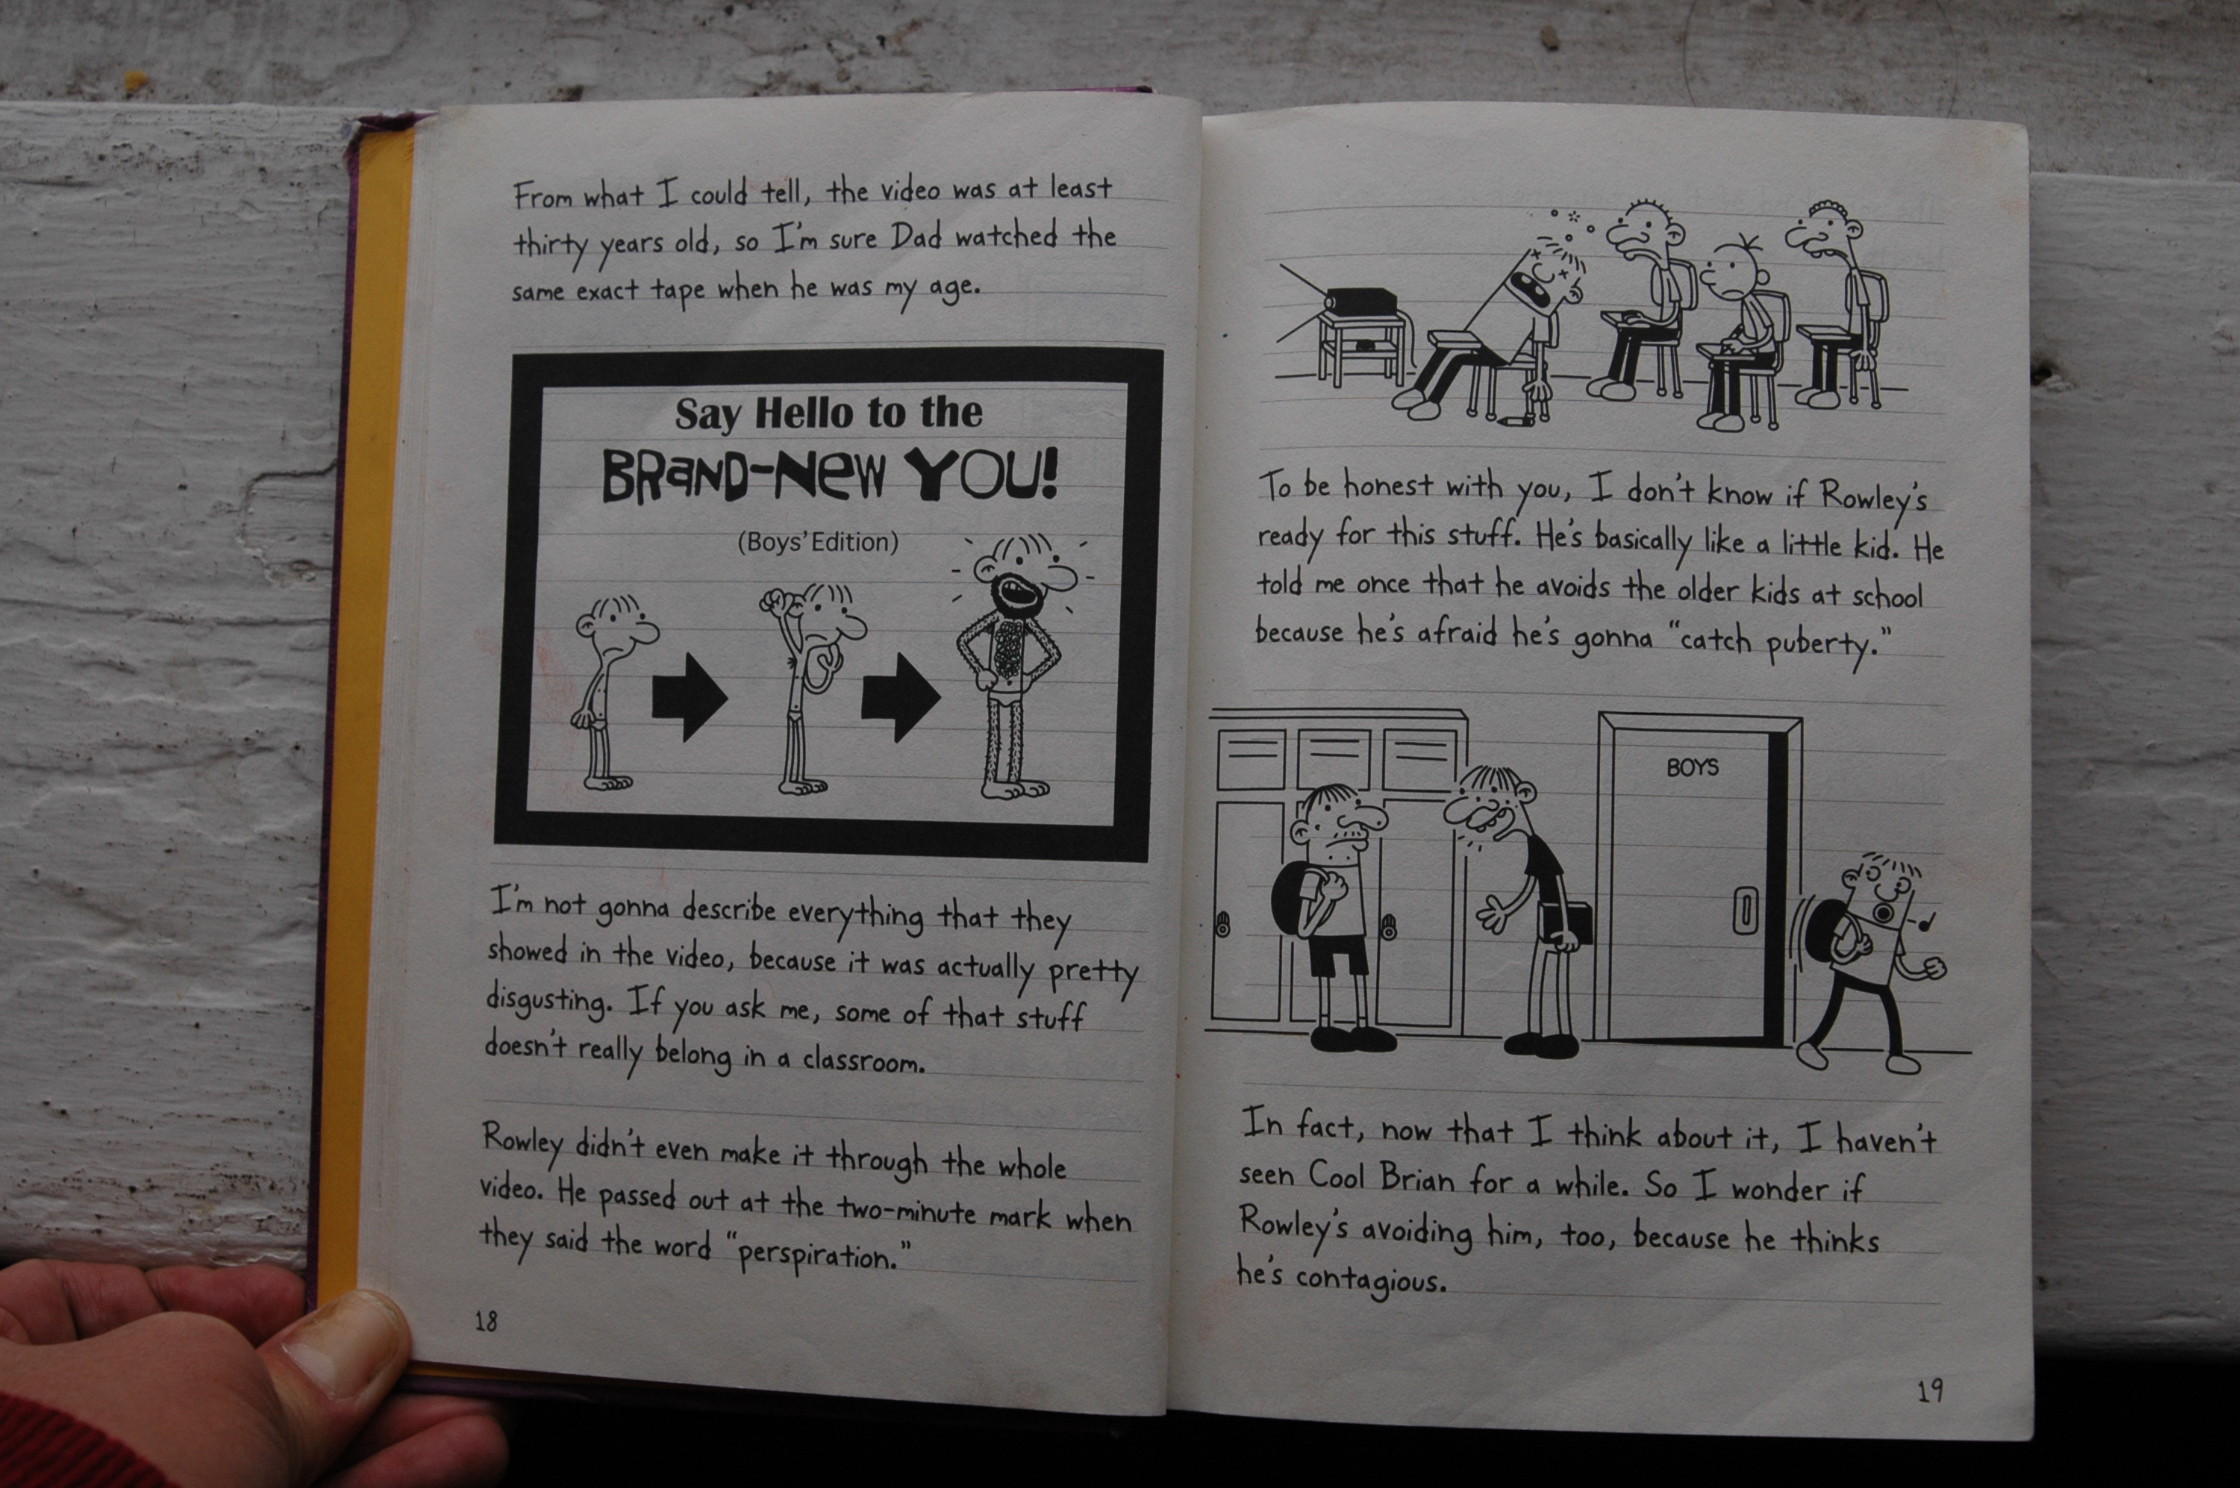 From what I could tell, the video was at least
thirty years old, so I'm sure Dad watched the
same exact tape when he was my age.
Say Hello to the
BRaND-NeW YOU!
(Boys' Edition)
I'm not gonna describe everything that they
showed in the video, because it was actually pretty
disgusting. If you ask me, some of that stuff
doesn't really belong in a classroom.
Rowley didn't even make it through the whole
video. He passed out at the two-minute mark when
they said the word "perspiration."
18
To be honest with you, I don't know if Rowley's
ready for this stuff. He's basically like a little kid. He
told me once that he avoids the older kids at school
because he's afraid he's gonna "catch puberty."
BOYS
In fact, now that I think about it, I haven't
seen Cool Brian for a while. So I wonder if
Rowley's avoiding him, too, because he thinks
he's contagious.
19